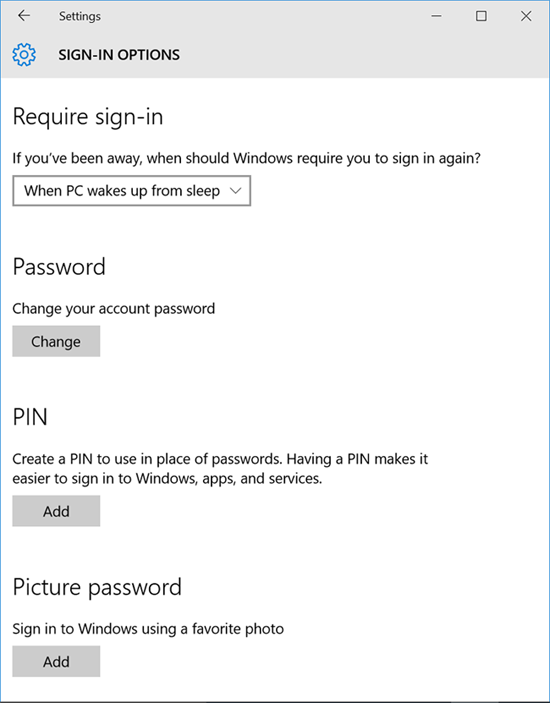 Settings
SIGN-IN OPTIONS
Require sign-in
If you've been away, when should Windows require you to sign in again?
When PC wakes up from sleep
Password
Change your account password
Change
PIN
Create a PIN to use in place of passwords. Having a PIN makes it
easier to sign in to Windows, apps, and services.
Add
Picture password
Sign in to Windows using a favorite photo
Add